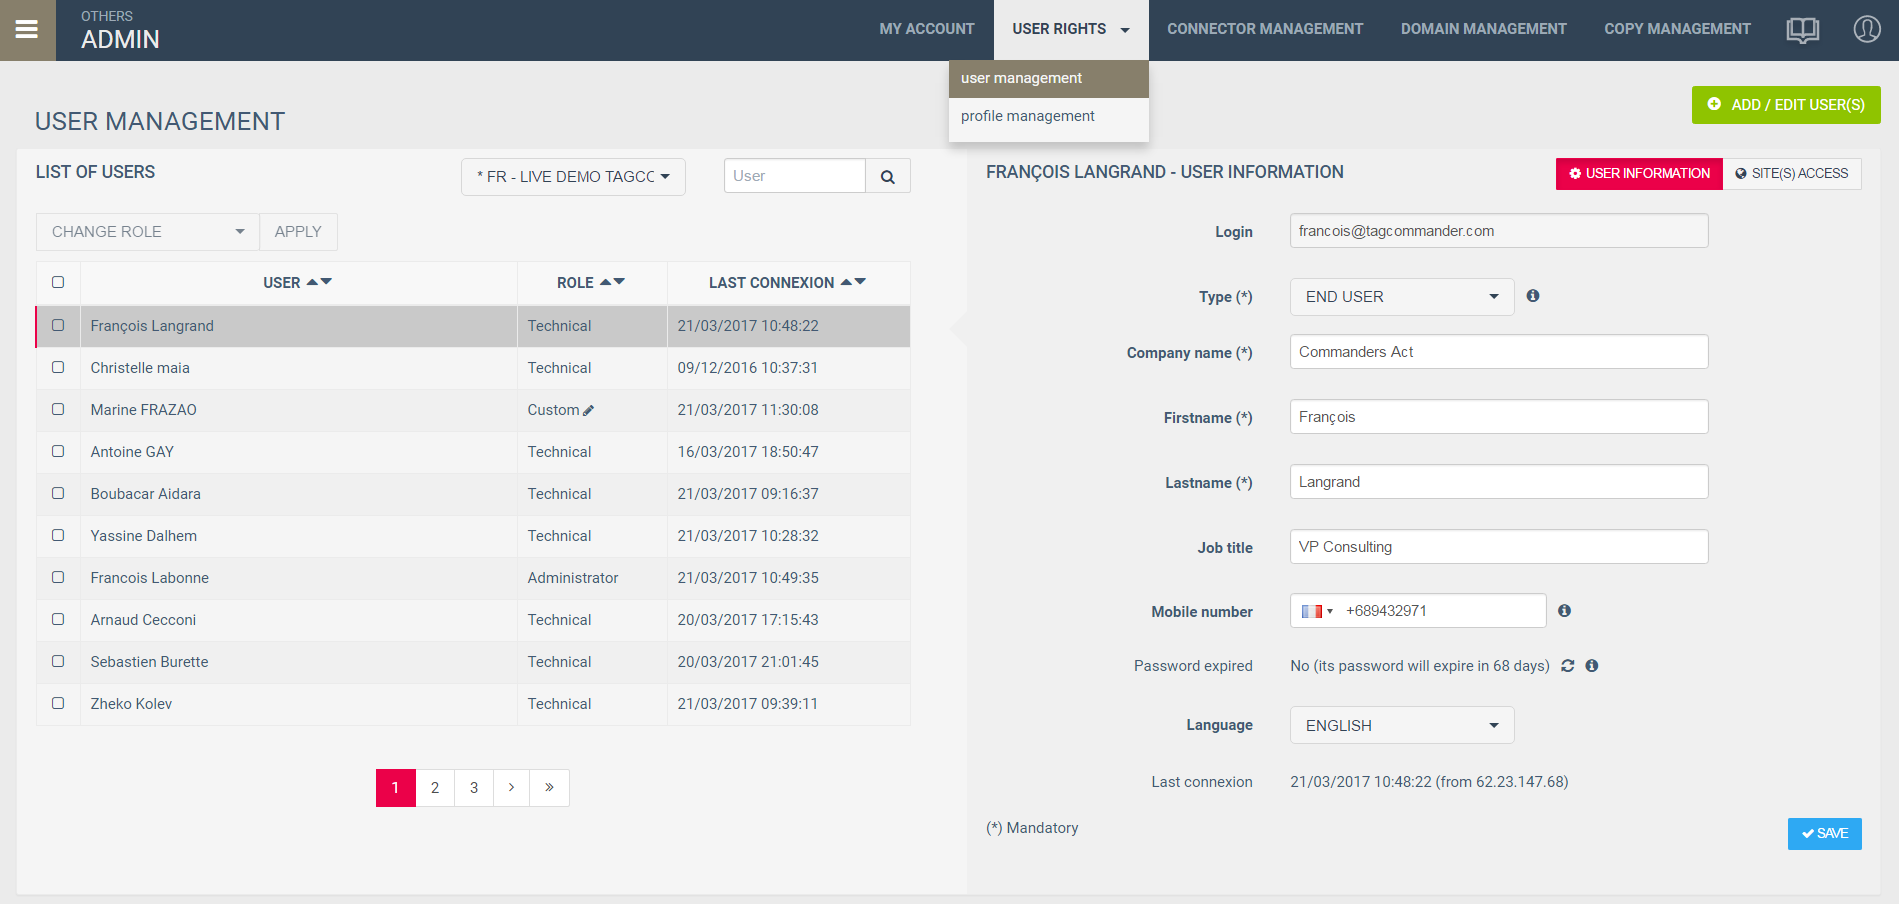 OTHERS
ADMIN
MY ACCOUNT
USER RIGHTS
CONNECTOR MANAGEMENT
DOMAIN MANAGEMENT
COPY MANAGEMENT
user management
profile management
USER MANAGEMENT
ADD / EDIT USER(S)
LIST OF USERS
* FR - LIVE DEMO TAGCC
User
CHANGE ROLE
APPLY
USER ROLE LAST CONNEXION
François Langrand Technical 21/03/2017 10:48:22
Christelle maia Technical 09/12/2016 10:37:31
Marine FRAZAO Custom 21/03/2017 11:30:08
Antoine GAY Technical 16/03/2017 18:50:47
Boubacar Aidara Technical 21/03/2017 09:16:37
Yassine Dalhem Technical 21/03/2017 10:28:32
Francois Labonne Administrator 21/03/2017 10:49:35
Arnaud Cecconi Technical 20/03/2017 17:15:43
Sebastien Burette Technical 20/03/2017 21:01:45
Zheko Kolev Technical 21/03/2017 09:39:11
1 2 3 › »
FRANÇOIS LANGRAND - USER INFORMATION
USER INFORMATION
SITE(S) ACCESS
Login francois@tagcommander.com
Type (*) END USER
Company name (*) Commanders Act
Firstname (*) François
Lastname (*) Langrand
Job title VP Consulting
Mobile number +689432971
Password expired No (its password will expire in 68 days)
Language ENGLISH
Last connexion 21/03/2017 10:48:22 (from 62.23.147.68)
(*) Mandatory
SAVE